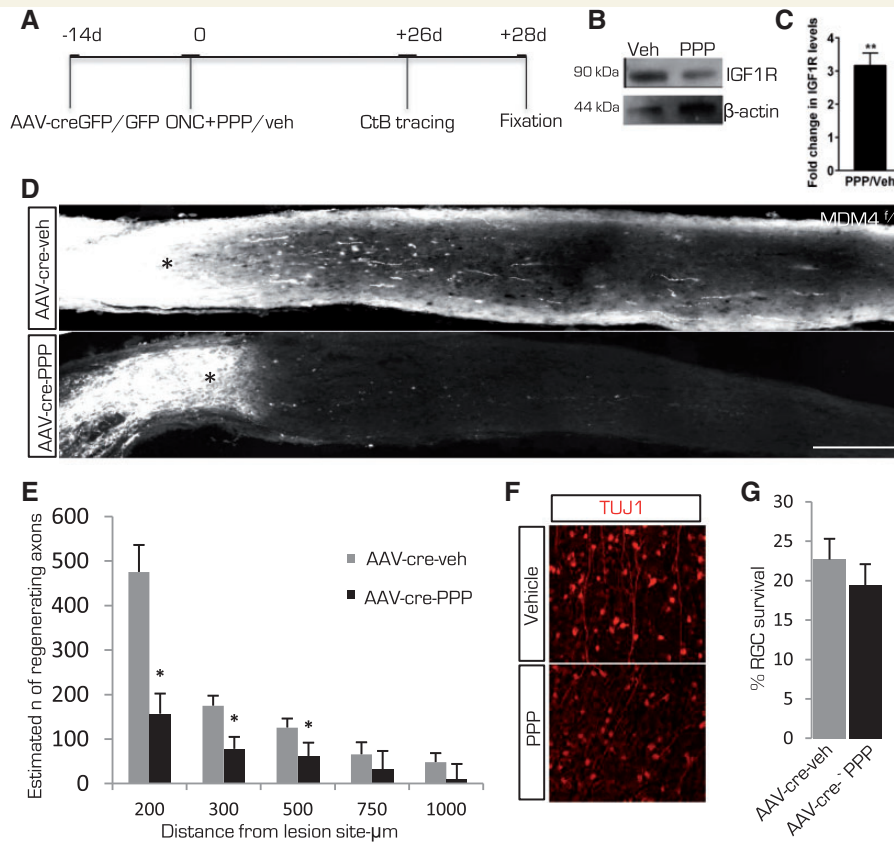 A
-14d 0 +26d +28d
AAV-creGFP/GFP ONC+PPP/veh CtB tracing Fixation
B
Veh PPP
90 kDa IGF1R
44 kDa β-actin
C
Fold change in IGF1R levels
4
3
2
1
0
**
PPP/Veh
D
AAV-cre-veh
*
MDM4 f/
AAV-cre-PPP
*
E
Estimated n of regenerating axons
600
500
400
300
200
100
0
AAV-cre-veh
AAV-cre-PPP
*
*
*
200 300 500 750 1000
Distance from lesion site-µm
F
TUJ1
Vehicle
PPP
G
% RGC survival
30
25
20
15
10
5
0
AAV-cre-veh
AAV-cre-`PPP